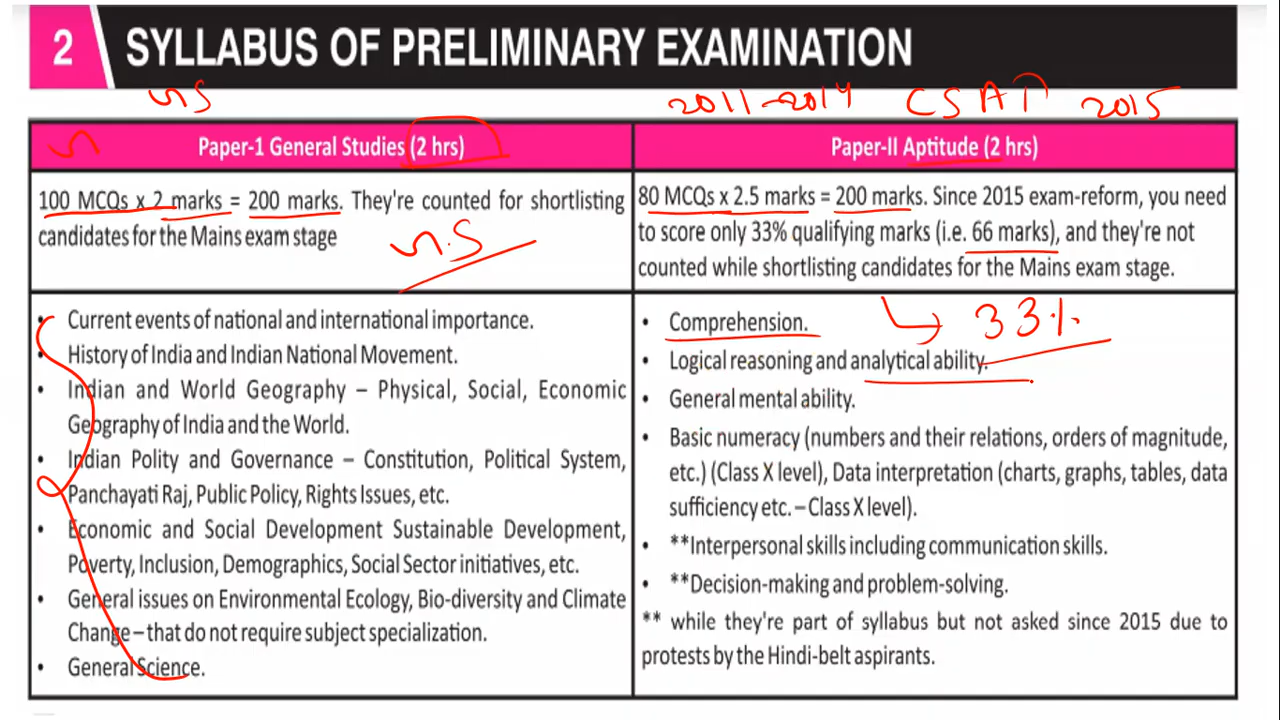 2 SYLLABUS OF PRELIMINARY EXAMINATION
2011-2014 CSAT 2015
Paper-1 General Studies (2 hrs)
100 MCQs x 2 marks = 200 marks. They're counted for shortlisting
candidates for the Mains exam stage
• Current events of national and international importance.
• History of India and Indian National Movement.
• Indian and World Geography – Physical, Social, Economic
Geography of India and the World.
• Indian Polity and Governance – Constitution, Political System,
Panchayati Raj, Public Policy, Rights Issues, etc.
• Economic and Social Development Sustainable Development,
Poverty, Inclusion, Demographics, Social Sector initiatives, etc.
• General issues on Environmental Ecology, Bio-diversity and Climate
Change – that do not require subject specialization.
• General Science.
Paper-II Aptitude (2 hrs)
80 MCQs x 2.5 marks = 200 marks. Since 2015 exam-reform, you need
to score only 33% qualifying marks (i.e. 66 marks), and they're not
counted while shortlisting candidates for the Mains exam stage.
33%
• Comprehension.
• Logical reasoning and analytical ability.
• General mental ability.
• Basic numeracy (numbers and their relations, orders of magnitude,
etc.) (Class X level), Data interpretation (charts, graphs, tables, data
sufficiency etc. – Class X level).
• **Interpersonal skills including communication skills.
• **Decision-making and problem-solving.
** while they're part of syllabus but not asked since 2015 due to
protests by the Hindi-belt aspirants.